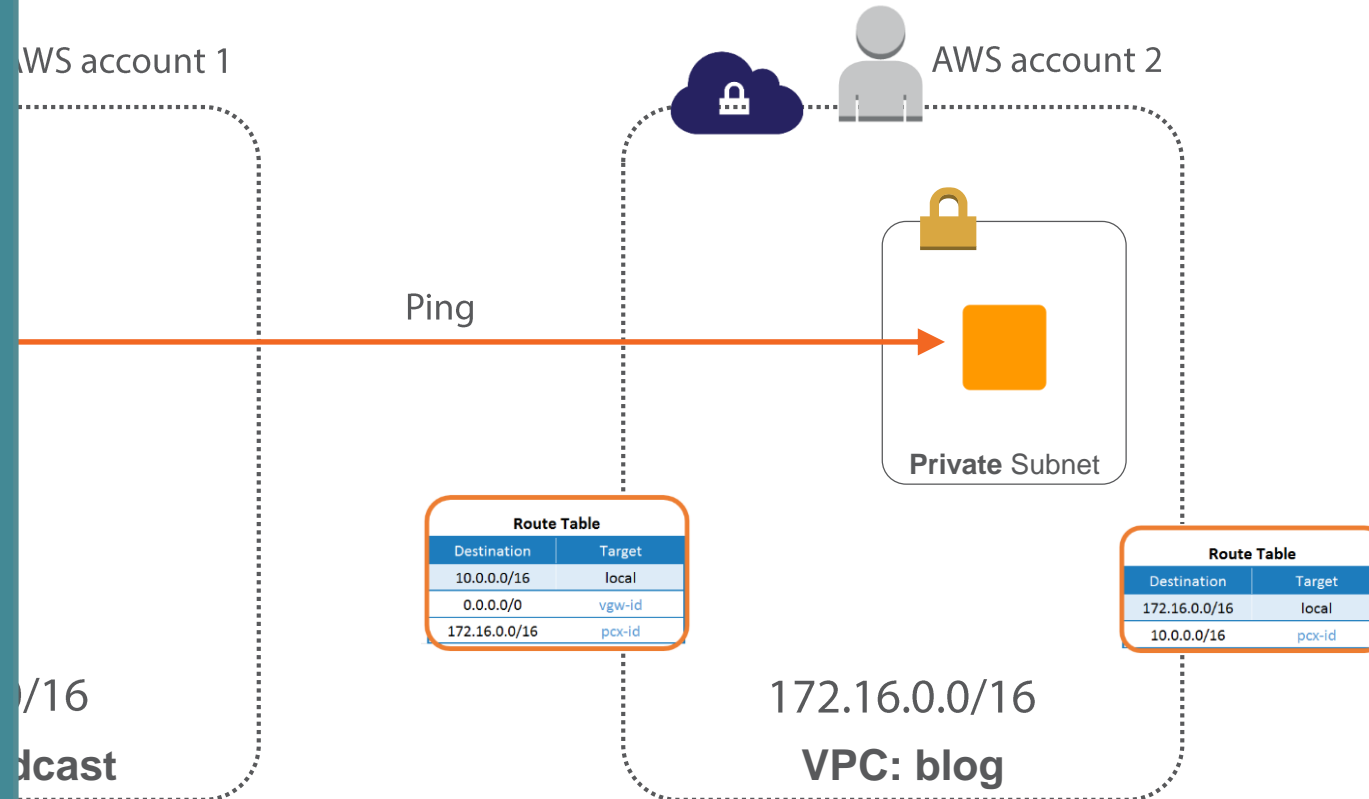 WS account 1
AWS account 2
Ping
Private Subnet
Route Table
Destination Target
10.0.0.0/16 local
0.0.0.0/0 vgw-id
172.16.0.0/16 pcx-id
Route Table
Destination Target
172.16.0.0/16 local
10.0.0.0/16 pcx-id
/16
172.16.0.0/16
dcast
VPC: blog